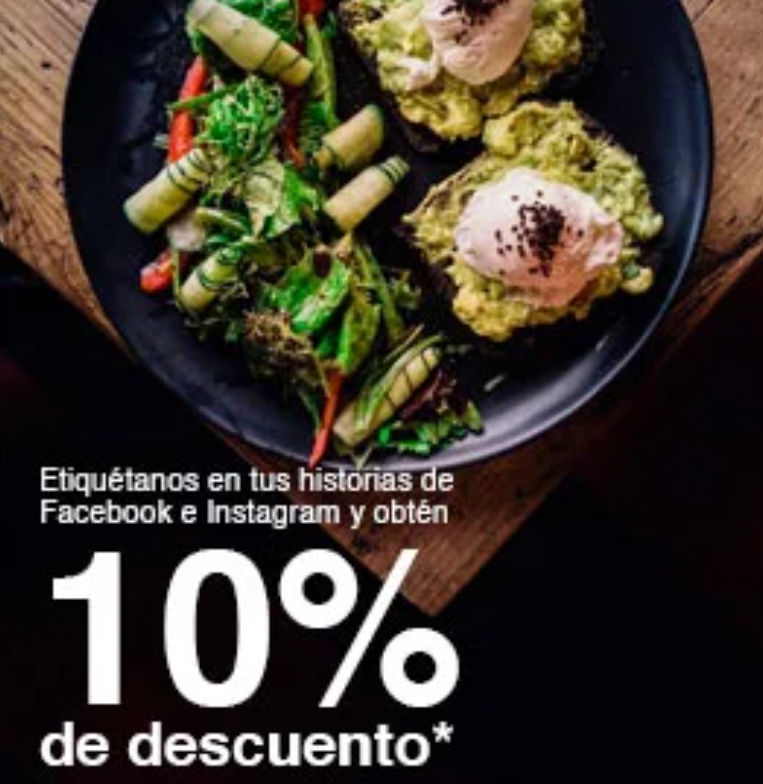 Etiquétanos en tus historias de
Facebook e Instagram y obtén
10%
de descuento*